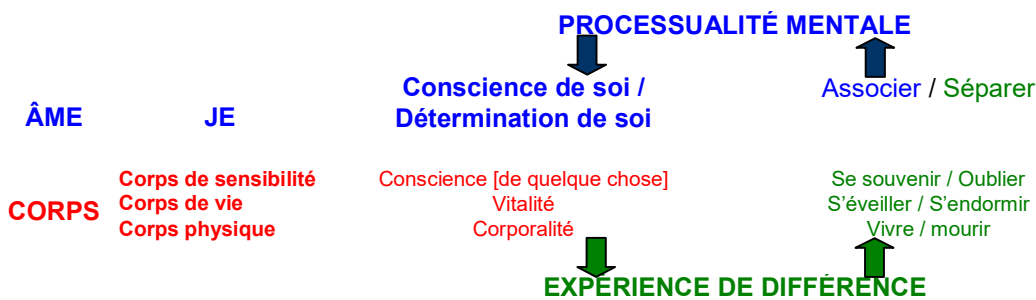 PROCESSUALITÉ MENTALE
Conscience de soi / Associer / Séparer
ÂME JE Détermination de soi
Corps de sensibilité Conscience [de quelque chose] Se souvenir / Oublier
CORPS Corps de vie Vitalité S’éveiller / S’endormir
Corps physique Corporalité Vivre / mourir
EXPÉRIENCE DE DIFFÉRENCE